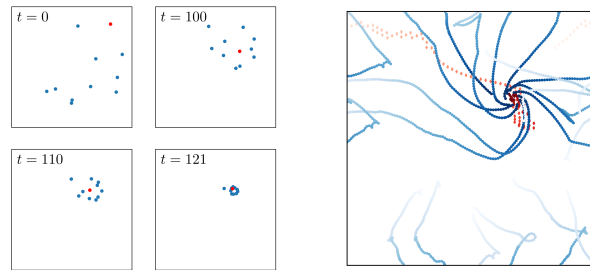 t = 0
t = 100
t = 110
t = 121